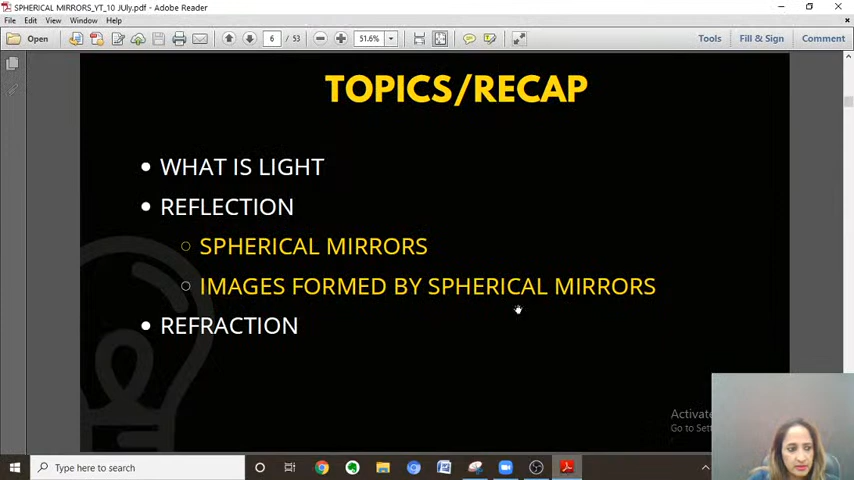 SPHERICAL MIRRORS_YT_10 JUly.pdf - Adobe Reader
File Edit View Window Help
Open 6 / 53 51.6% Tools Fill & Sign Comment
TOPICS/RECAP
• WHAT IS LIGHT
• REFLECTION
○ SPHERICAL MIRRORS
○ IMAGES FORMED BY SPHERICAL MIRRORS
• REFRACTION
Activate
Go to Set
Type here to search